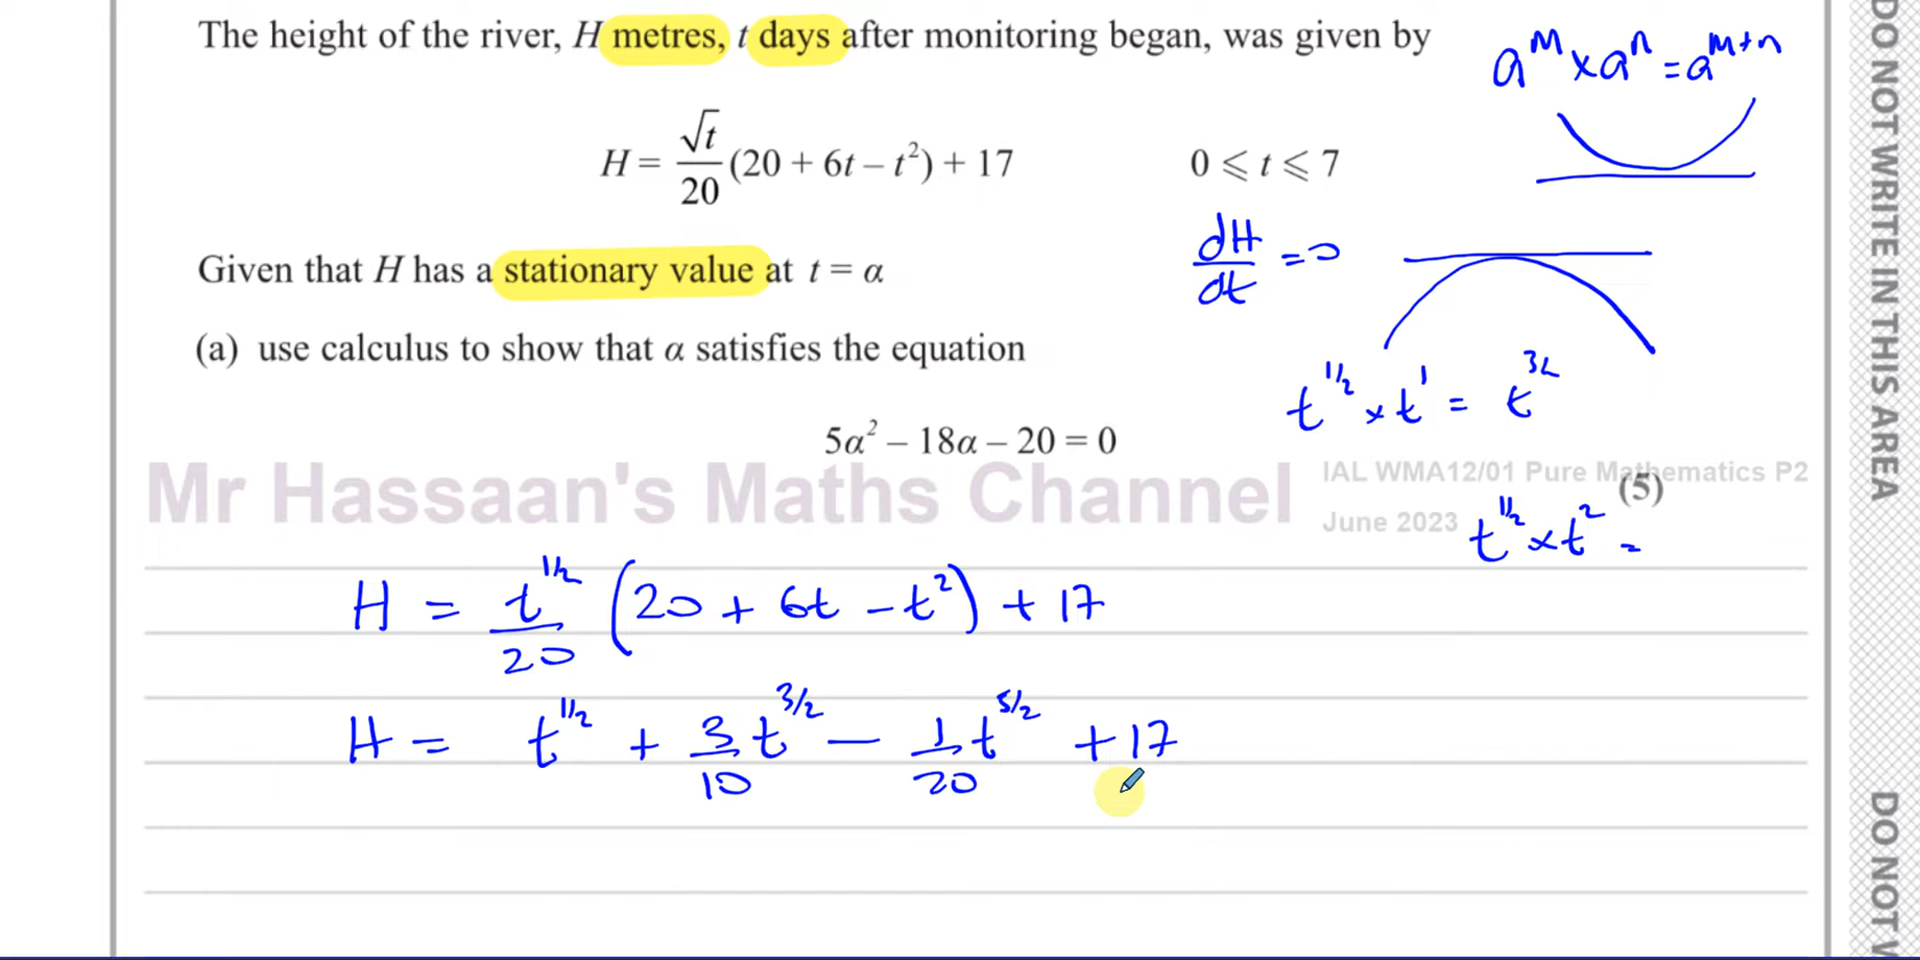 The height of the river, H metres, t days after monitoring began, was given by
a^m × a^n = a^(m+n)
H = √t/20 (20 + 6t – t²) + 17    0 ⩽ t ⩽ 7
dH/dt = 0
Given that H has a stationary value at t = α
(a) use calculus to show that α satisfies the equation
t^(1/2) × t^1 = t^(3/2)
5α² – 18α – 20 = 0
Mr Hassaan's Maths Channel
IAL WMA12/01 Pure Mathematics P2
(5)
June 2023
t^(1/2) × t² =
H = t^(1/2)/20 (20 + 6t – t²) + 17
H = t^(1/2) + 3/10 t^(3/2) – 1/20 t^(5/2) + 17
DO NOT WRITE IN THIS AREA
DO NOT W